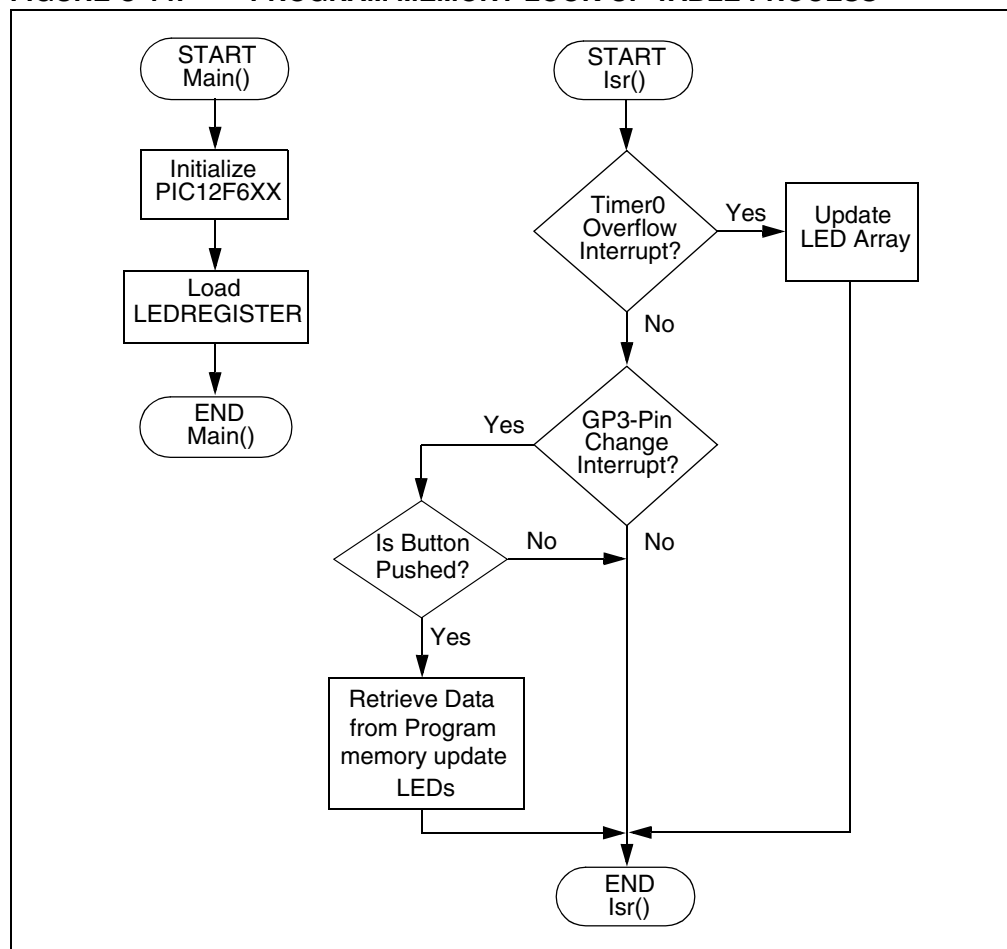 START
Main()
Initialize
PIC12F6XX
Load
LEDREGISTER
END
Main()
START
Isr()
Timer0
Overflow
Interrupt?
Yes
Update
LED Array
No
GP3-Pin
Change
Interrupt?
Yes
No
Is Button
Pushed?
No
Yes
Retrieve Data
from Program
memory update
LEDs
END
Isr()